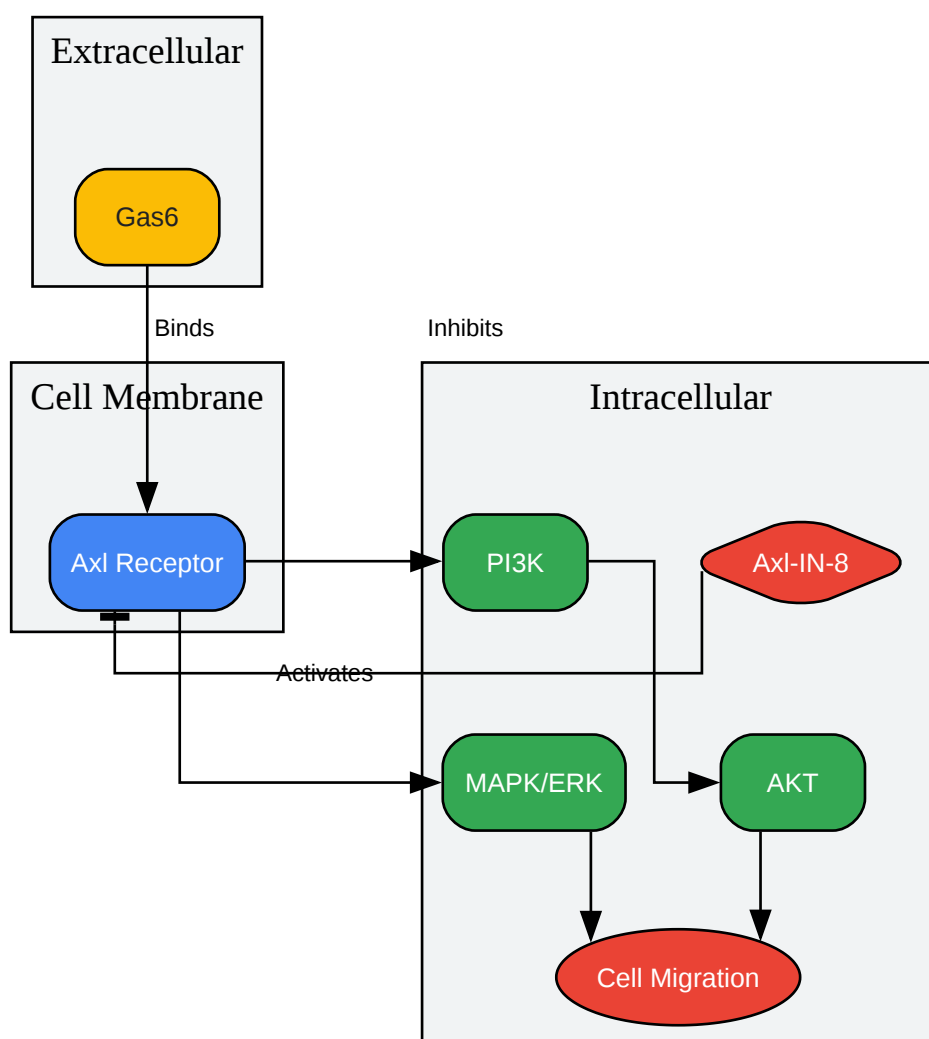 Extracellular
Gas6
Binds
Inhibits
Cell Membrane
Intracellular
Axl Receptor
PI3K
Axl-IN-8
Activates
MAPK/ERK
AKT
Cell Migration